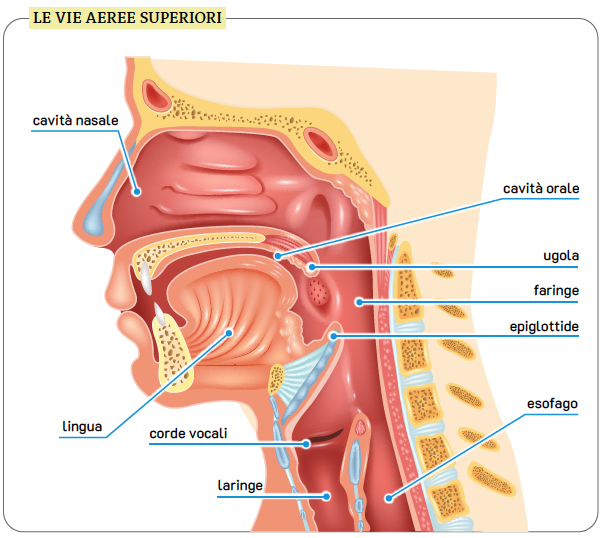 LE VIE AEREE SUPERIORI
cavità nasale
cavità orale
ugola
faringe
epiglottide
esofago
lingua
corde vocali
laringe